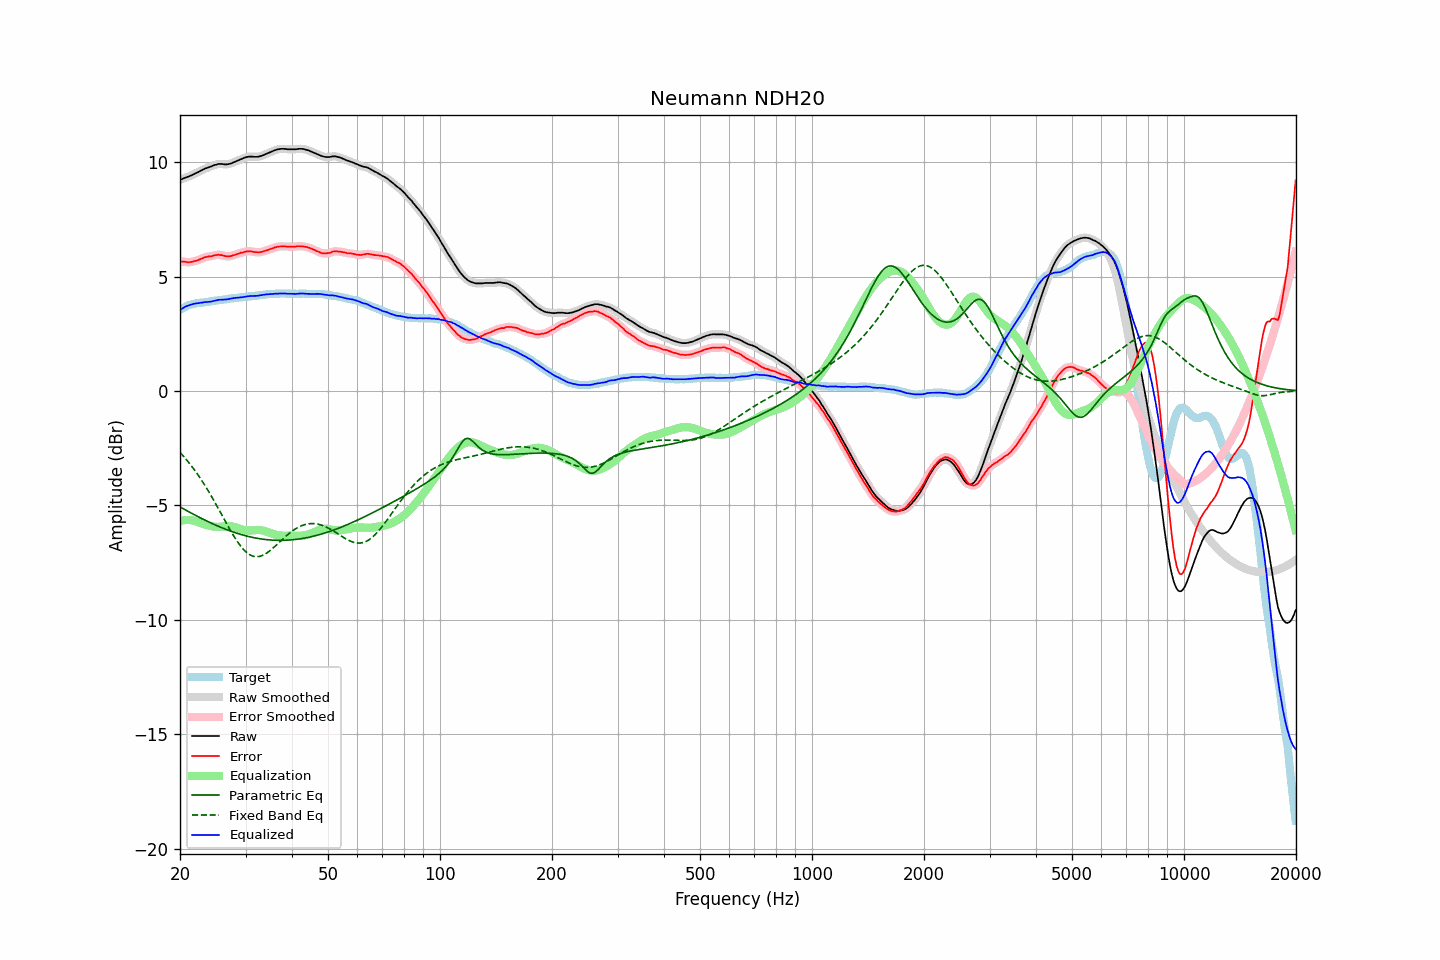 Neumann NDH20
Amplitude (dBr)
10
5
0
−5
−10
−15
−20
Target
Raw Smoothed
Error Smoothed
Raw
Error
Equalization
Parametric Eq
Fixed Band Eq
Equalized
20 50 100 200 500 1000 2000 5000 10000 20000
Frequency (Hz)